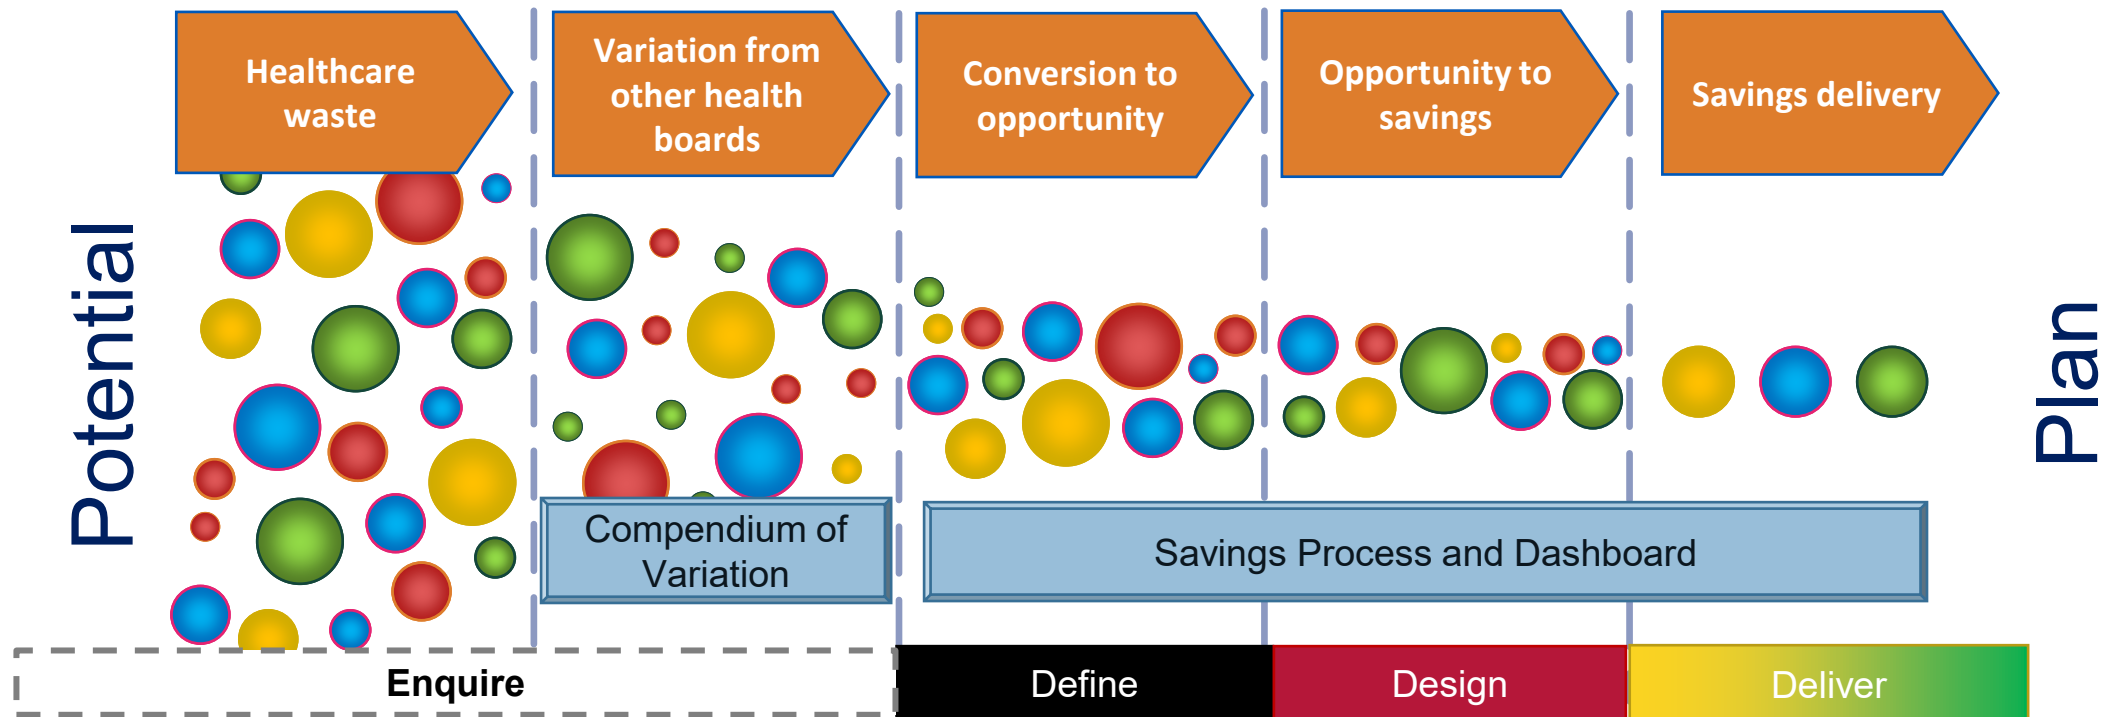 Healthcare
waste
Variation from
other health
boards
Conversion to
opportunity
Opportunity to
savings
Savings delivery
Potential
Plan
Compendium of
Variation
Savings Process and Dashboard
Enquire
Define
Design
Deliver